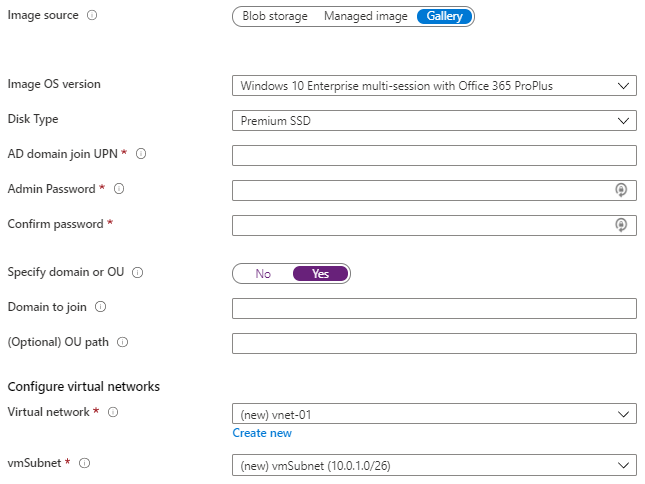 Image source Blob storage Managed image Gallery
Image OS version Windows 10 Enterprise multi-session with Office 365 ProPlus
Disk Type Premium SSD
AD domain join UPN *
Admin Password *
Confirm password *
Specify domain or OU No Yes
Domain to join
(Optional) OU path
Configure virtual networks
Virtual network * (new) vnet-01
Create new
vmSubnet * (new) vmSubnet (10.0.1.0/26)